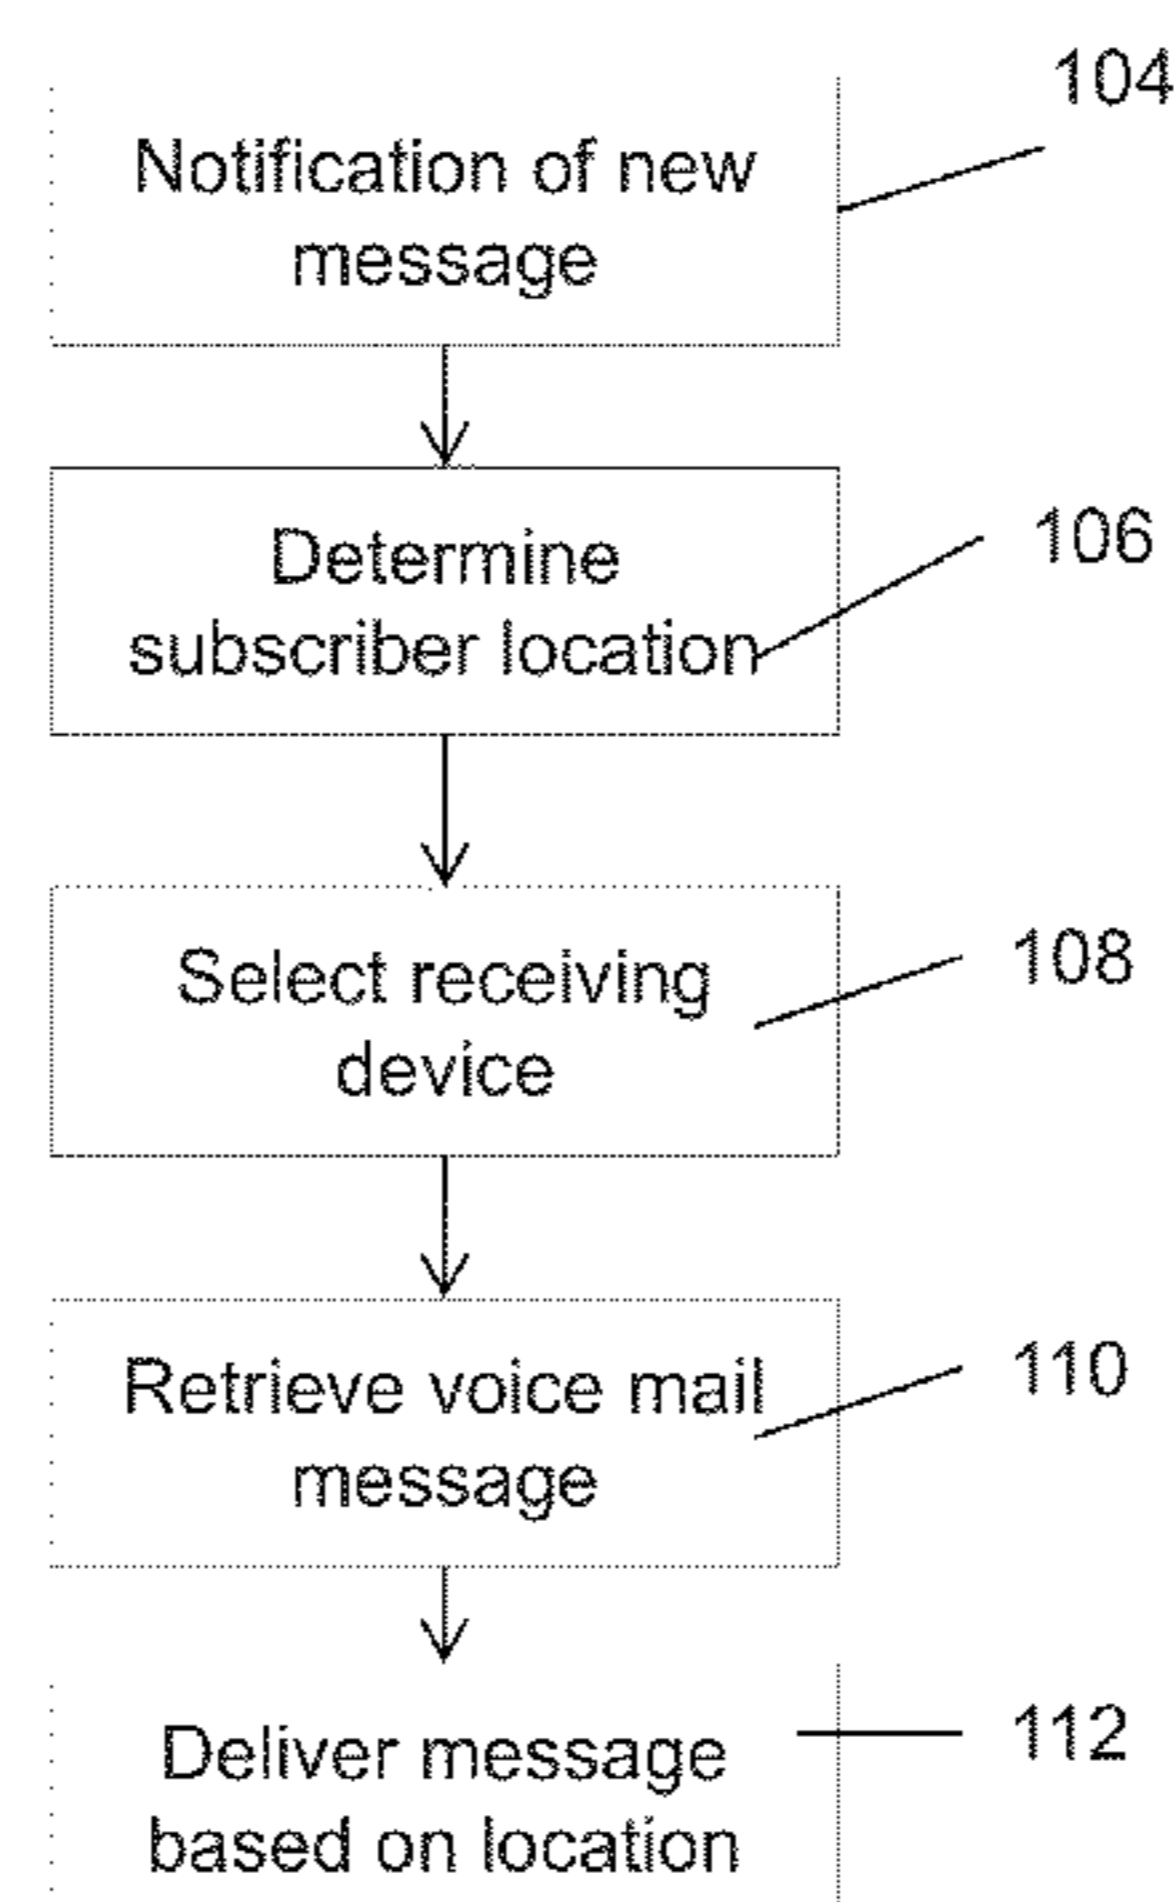 104
Notification of new
message
Determine
subscriber location
106
Select receiving
device
108
Retrieve voice mail
message
110
Deliver message
based on location
112